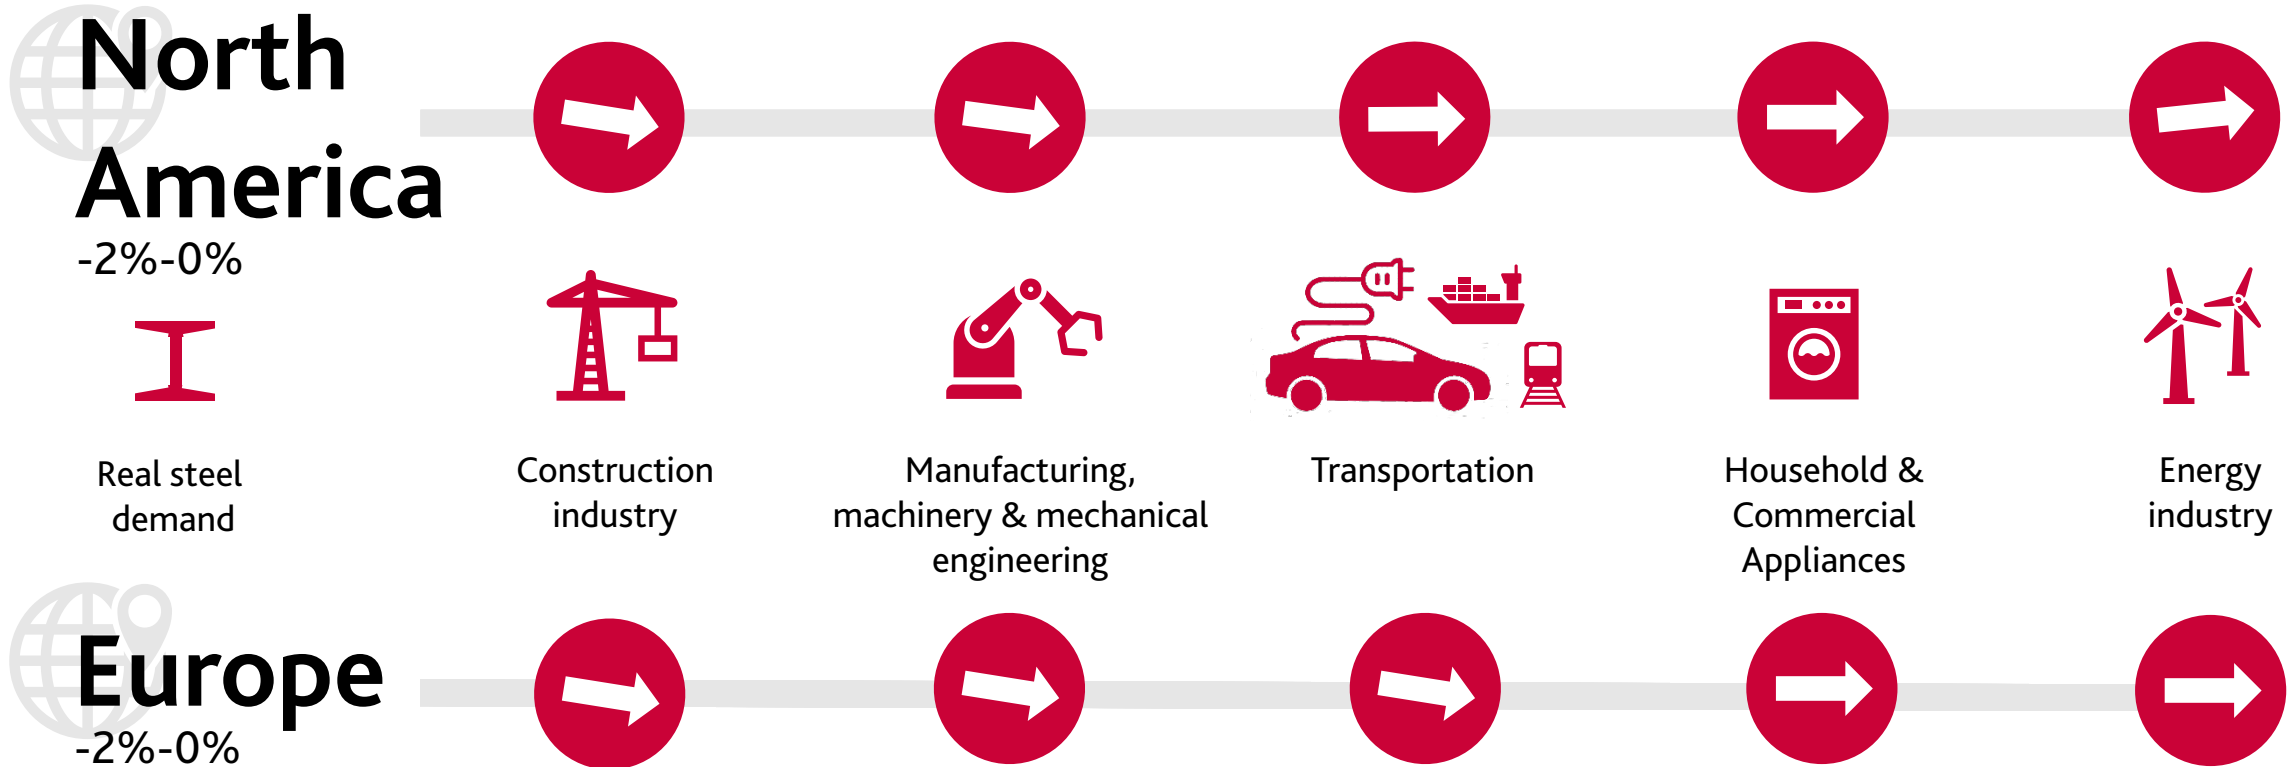 North
America
-2%-0%
Real steel
demand
Construction
industry
Manufacturing,
machinery & mechanical
engineering
Transportation
Household &
Commercial
Appliances
Energy
industry
Europe
-2%-0%